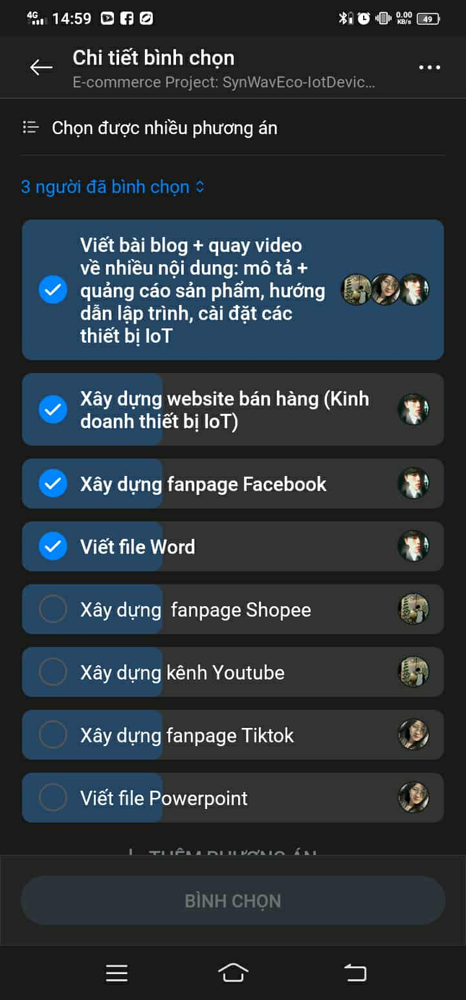 4G 14:59 0.00 KB/s 49
Chi tiết bình chọn
E-commerce Project: SynWavEco-IotDevic...
Chọn được nhiều phương án
3 người đã bình chọn
Viết bài blog + quay video
về nhiều nội dung: mô tả +
quảng cáo sản phẩm, hướng
dẫn lập trình, cài đặt các
thiết bị IoT
Xây dựng website bán hàng (Kinh
doanh thiết bị IoT)
Xây dựng fanpage Facebook
Viết file Word
Xây dựng  fanpage Shopee
Xây dựng kênh Youtube
Xây dựng fanpage Tiktok
Viết file Powerpoint
THÊM PHƯƠNG ÁN
BÌNH CHỌN